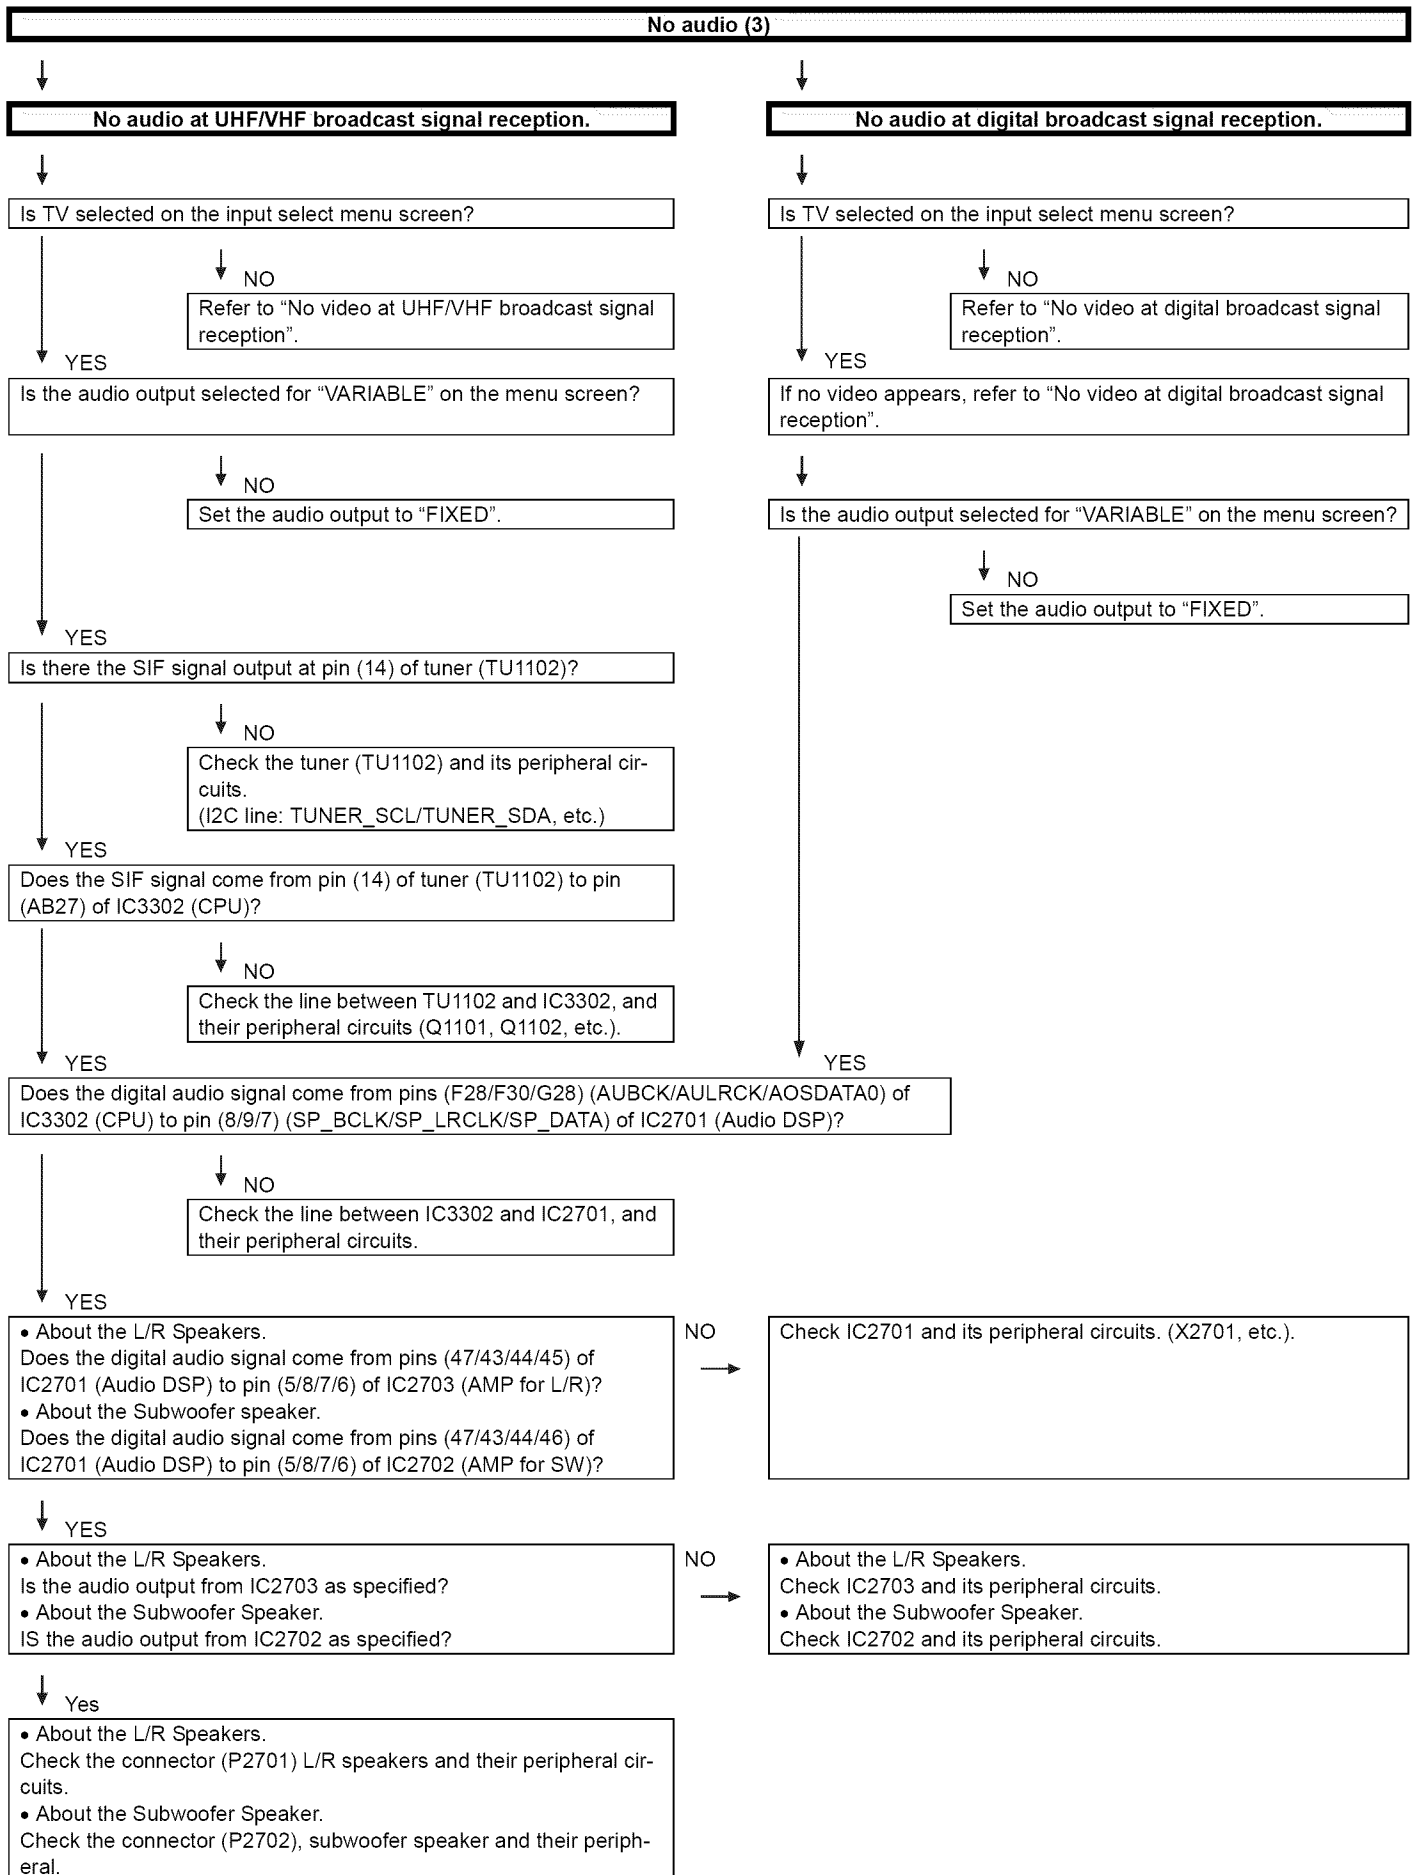 No audio (3)
No audio at UHF/VHF broadcast signal reception.
No audio at digital broadcast signal reception.
Is TV selected on the input select menu screen?
Is TV selected on the input select menu screen?
NO
NO
Refer to “No video at UHF/VHF broadcast signal
reception”.
Refer to “No video at digital broadcast signal
reception”.
YES
YES
Is the audio output selected for “VARIABLE” on the menu screen?
If no video appears, refer to “No video at digital broadcast signal
reception”.
NO
Set the audio output to “FIXED”.
Is the audio output selected for “VARIABLE” on the menu screen?
NO
Set the audio output to “FIXED”.
YES
Is there the SIF signal output at pin (14) of tuner (TU1102)?
NO
Check the tuner (TU1102) and its peripheral cir-
cuits.
(I2C line: TUNER_SCL/TUNER_SDA, etc.)
YES
Does the SIF signal come from pin (14) of tuner (TU1102) to pin
(AB27) of IC3302 (CPU)?
NO
Check the line between TU1102 and IC3302, and
their peripheral circuits (Q1101, Q1102, etc.).
YES
YES
Does the digital audio signal come from pins (F28/F30/G28) (AUBCK/AULRCK/AOSDATA0) of
IC3302 (CPU) to pin (8/9/7) (SP_BCLK/SP_LRCLK/SP_DATA) of IC2701 (Audio DSP)?
NO
Check the line between IC3302 and IC2701, and
their peripheral circuits.
YES
• About the L/R Speakers.
Does the digital audio signal come from pins (47/43/44/45) of
IC2701 (Audio DSP) to pin (5/8/7/6) of IC2703 (AMP for L/R)?
• About the Subwoofer speaker.
Does the digital audio signal come from pins (47/43/44/46) of
IC2701 (Audio DSP) to pin (5/8/7/6) of IC2702 (AMP for SW)?
NO
Check IC2701 and its peripheral circuits. (X2701, etc.).
YES
• About the L/R Speakers.
Is the audio output from IC2703 as specified?
• About the Subwoofer Speaker.
IS the audio output from IC2702 as specified?
NO
• About the L/R Speakers.
Check IC2703 and its peripheral circuits.
• About the Subwoofer Speaker.
Check IC2702 and its peripheral circuits.
Yes
• About the L/R Speakers.
Check the connector (P2701) L/R speakers and their peripheral cir-
cuits.
• About the Subwoofer Speaker.
Check the connector (P2702), subwoofer speaker and their periph-
eral.